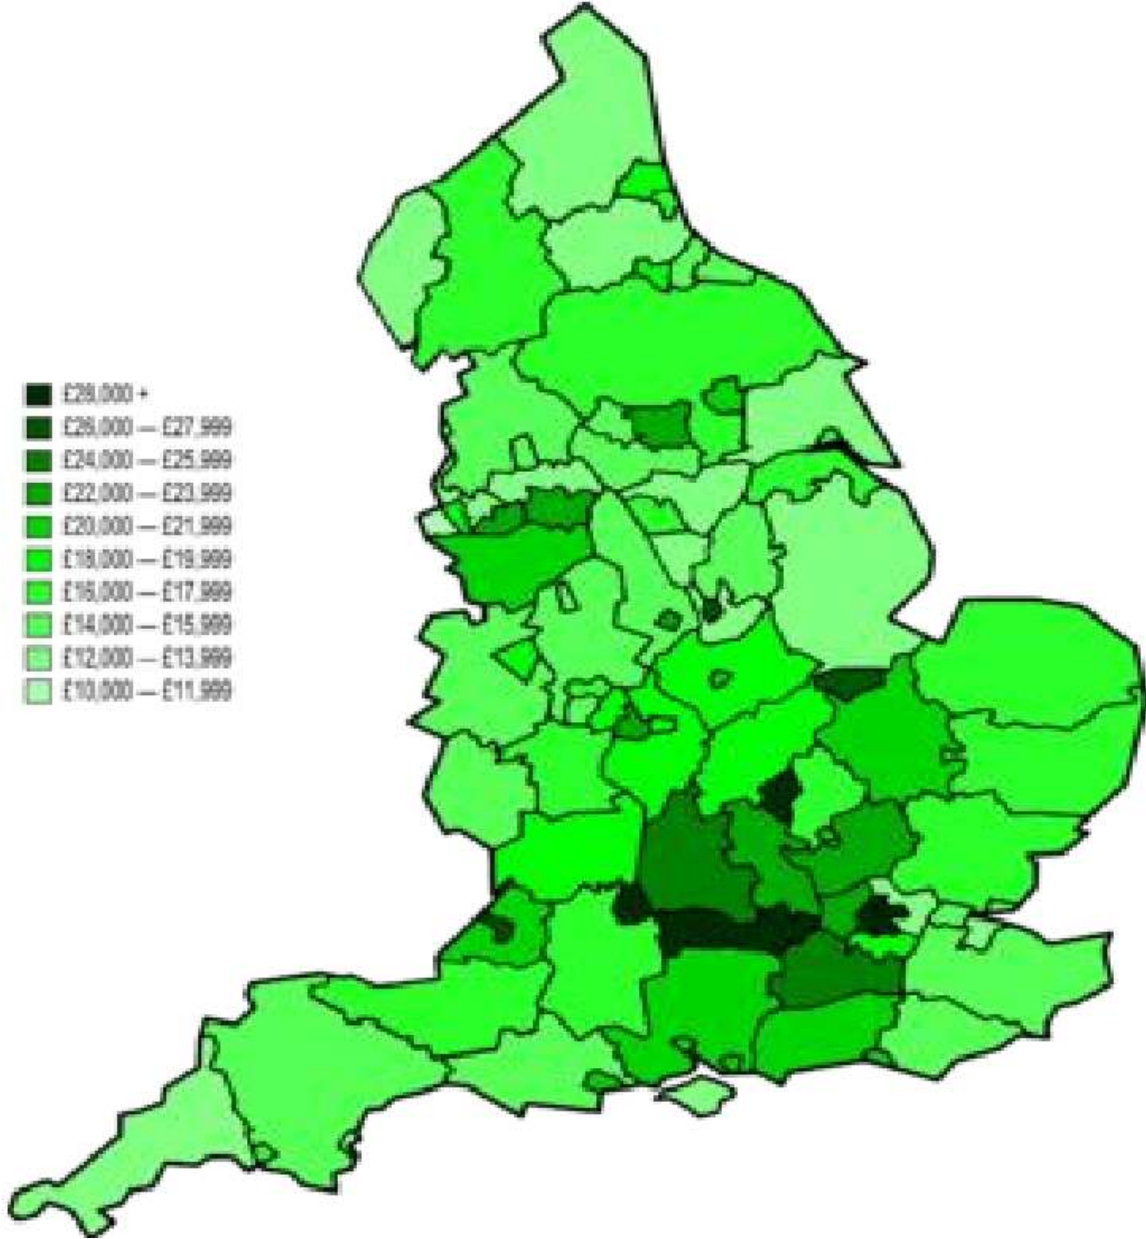 £28,000 +
£26,000 — £27,999
£24,000 — £25,999
£22,000 — £23,999
£20,000 — £21,999
£18,000 — £19,999
£16,000 — £17,999
£14,000 — £15,999
£12,000 — £13,999
£10,000 — £11,999